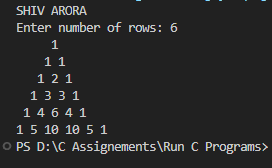 SHIV ARORA
Enter number of rows: 6
1
1 1
1 2 1
1 3 3 1
1 4 6 4 1
1 5 10 10 5 1
PS D:\C Assignements\Run C Programs>